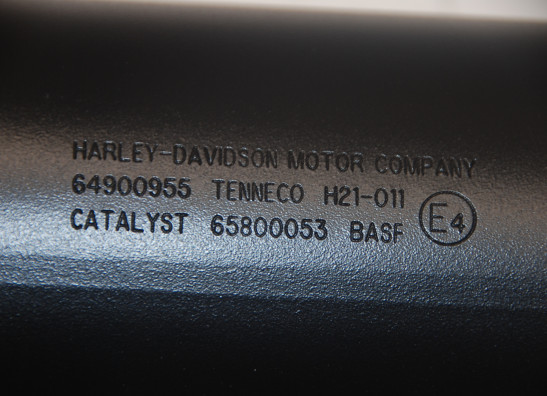 HARLEY-DAVIDSON MOTOR COMPANY
64900955 TENNECO H21-011
CATALYST 65800053 BASF E4